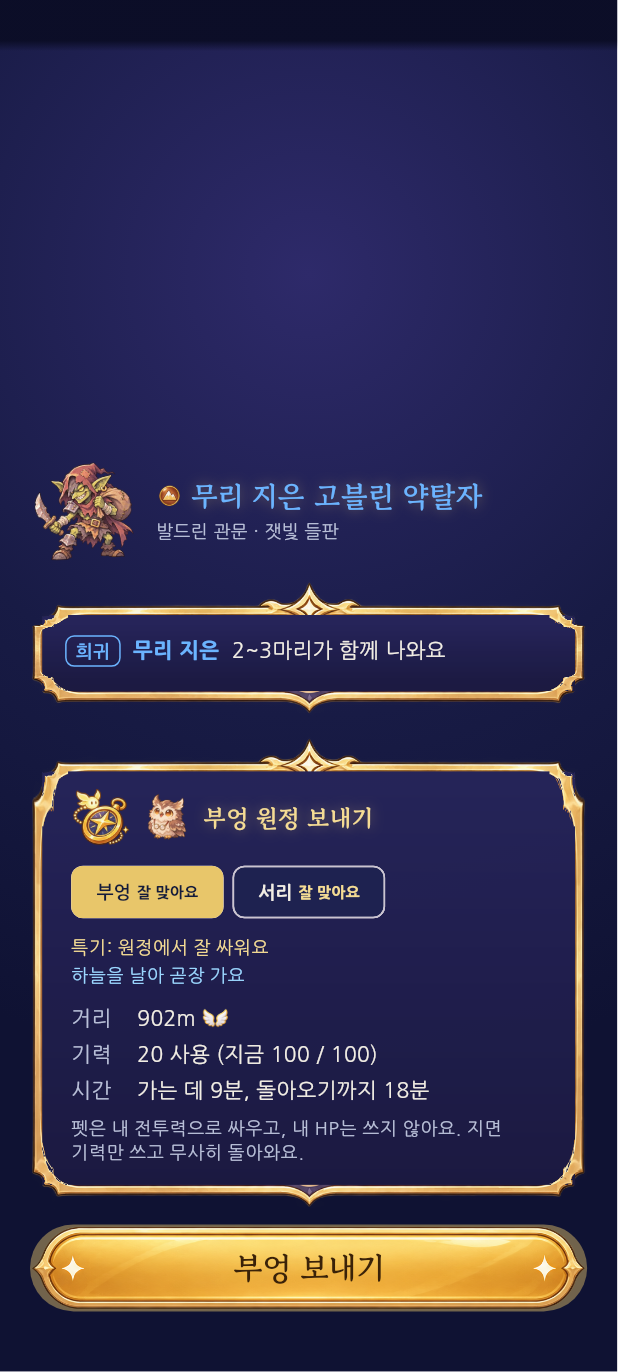 무리 지은 고블린 약탈자
발드린 관문 · 잿빛 들판
희귀 무리 지은 2~3마리가 함께 나와요
부엉 원정 보내기
부엉 잘 맞아요 서리 잘 맞아요
특기: 원정에서 잘 싸워요
하늘을 날아 곧장 가요
거리 902m
기력 20 사용 (지금 100 / 100)
시간 가는 데 9분, 돌아오기까지 18분
펫은 내 전투력으로 싸우고, 내 HP는 쓰지 않아요. 지면
기력만 쓰고 무사히 돌아와요.
부엉 보내기